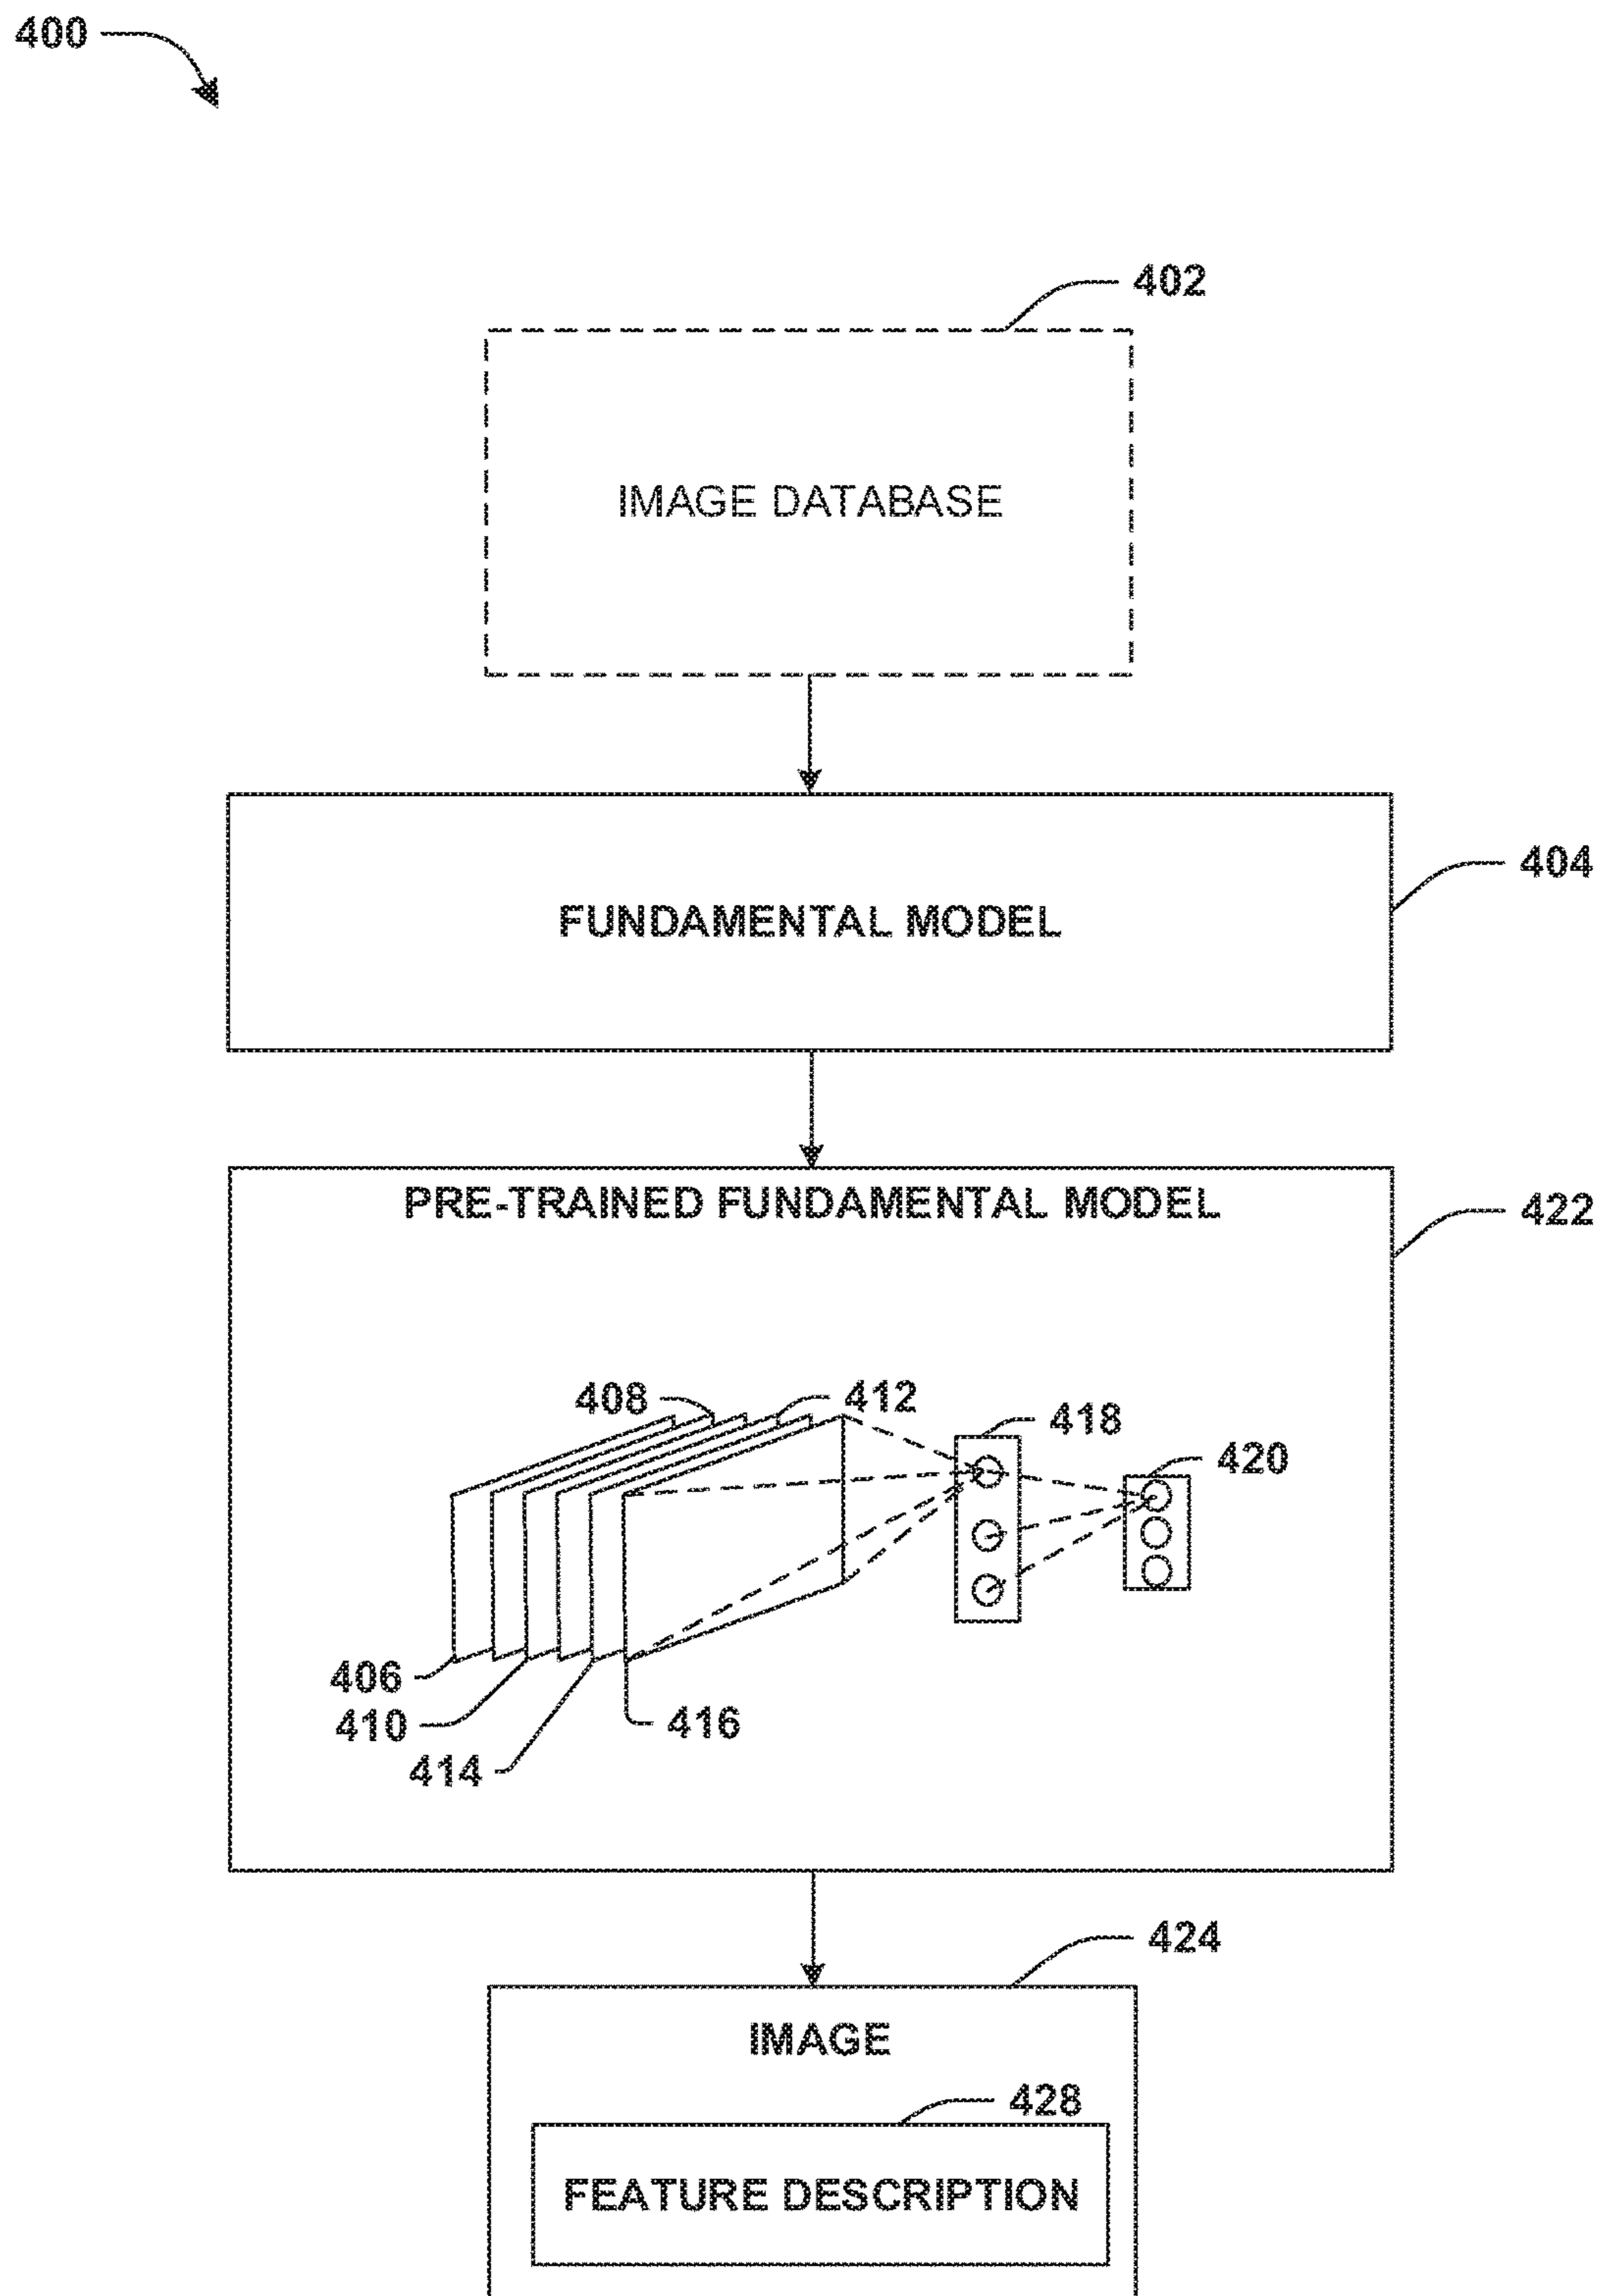 400
402
IMAGE DATABASE
404
FUNDAMENTAL MODEL
PRE-TRAINED FUNDAMENTAL MODEL
422
408
412
418
420
406
410
416
414
424
IMAGE
428
FEATURE DESCRIPTION